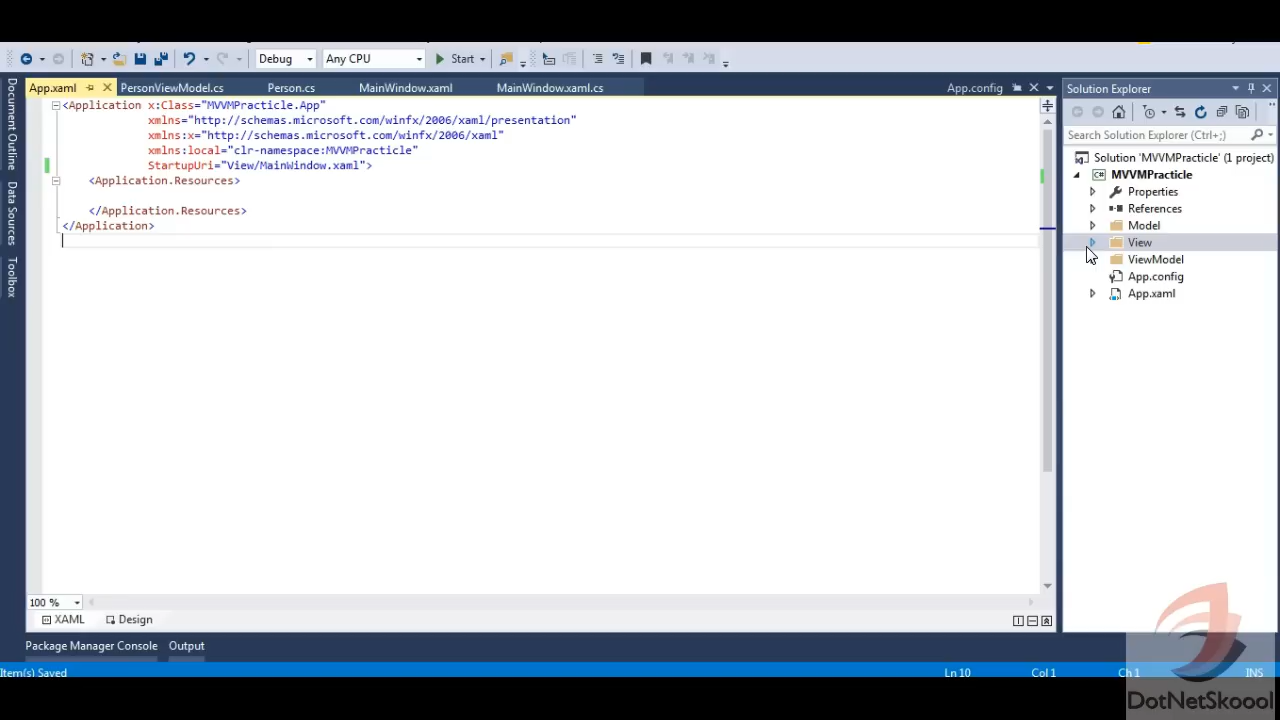 Debug
Any CPU
Start
App.xaml
PersonViewModel.cs
Person.cs
MainWindow.xaml
MainWindow.xaml.cs
App.config
Solution Explorer
Document Outline
Data Sources
Toolbox
<Application x:Class="MVVMPracticle.App"
xmlns="http://schemas.microsoft.com/winfx/2006/xaml/presentation"
xmlns:x="http://schemas.microsoft.com/winfx/2006/xaml"
xmlns:local="clr-namespace:MVVMPracticle"
StartupUri="View/MainWindow.xaml">
<Application.Resources>
</Application.Resources>
</Application>
Search Solution Explorer (Ctrl+;)
Solution 'MVVMPracticle' (1 project)
C# MVVMPracticle
Properties
References
Model
View
ViewModel
App.config
App.xaml
100 %
XAML
Design
Package Manager Console
Output
Item(s) Saved
Ln 10
Col 1
Ch 1
INS
DotNetSkoool